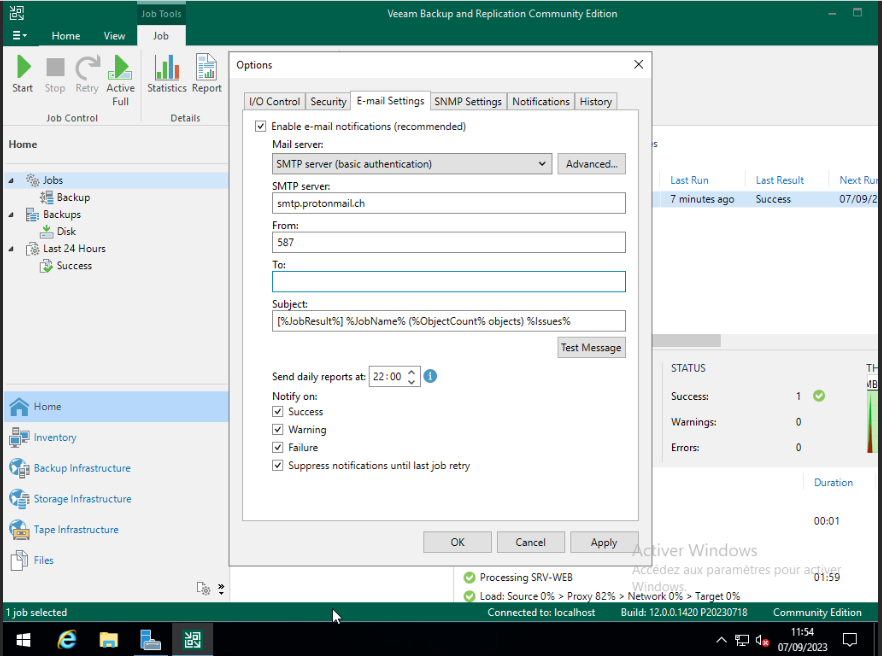 Job Tools
Veeam Backup and Replication Community Edition
Home
View
Job
Start
Stop
Retry
Active
Full
Statistics
Report
Job Control
Details
Home
Jobs
Backup
Backups
Disk
Last 24 Hours
Success
Home
Inventory
Backup Infrastructure
Storage Infrastructure
Tape Infrastructure
Files
1 job selected
Options
I/O Control
Security
E-mail Settings
SNMP Settings
Notifications
History
Enable e-mail notifications (recommended)
Mail server:
SMTP server (basic authentication)
Advanced...
SMTP server:
smtp.protonmail.ch
From:
587
To:
Subject:
[%JobResult%] %JobName% (%ObjectCount% objects) %Issues%
Test Message
Send daily reports at:
22:00
Notify on:
Success
Warning
Failure
Suppress notifications until last job retry
OK
Cancel
Apply
Last Run
Last Result
Next Run
7 minutes ago
Success
07/09/2
STATUS
Success:
1
Warnings:
0
Errors:
0
TH
MB
Duration
00:01
Processing SRV-WEB
01:59
Load: Source 0% > Proxy 82% > Network 0% > Target 0%
Activer Windows
Accédez aux paramètres pour activer
Windows.
Connected to: localhost
Build: 12.0.0.1420 P20230718
Community Edition
11:54
07/09/2023